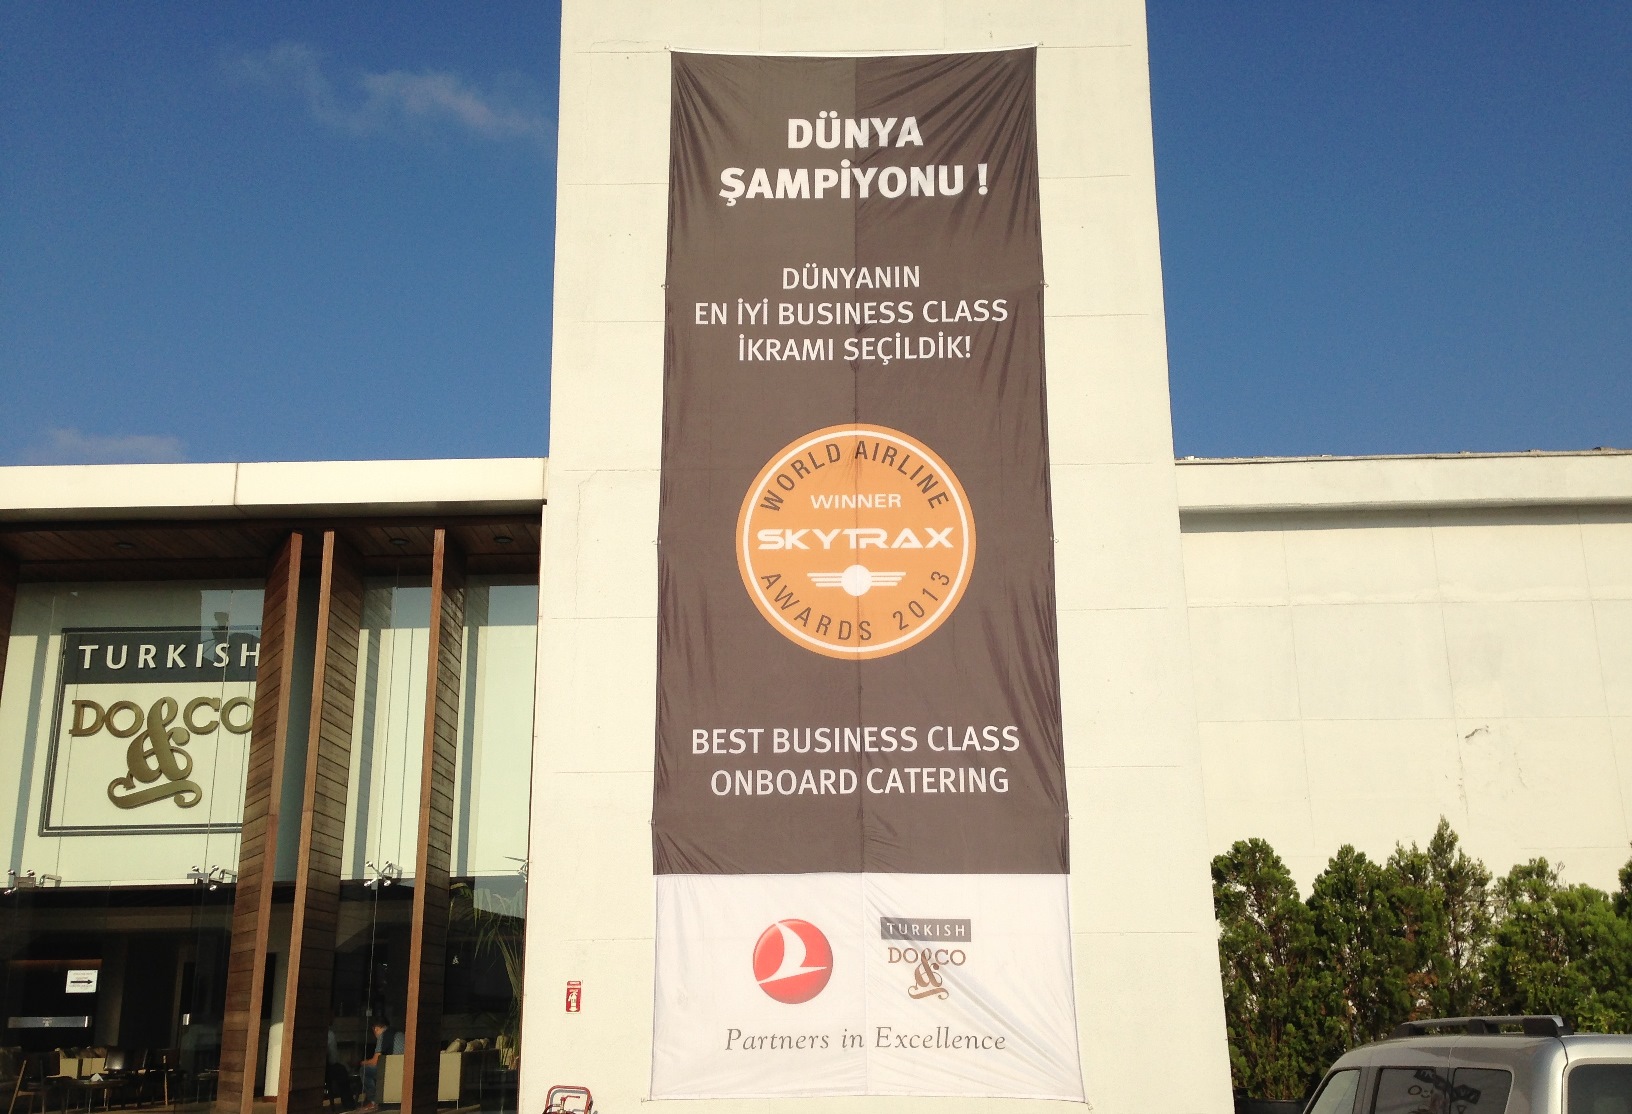 DÜNYA
ŞAMPİYONU !
DÜNYANIN
EN İYİ BUSINESS CLASS
İKRAMI SEÇİLDİK!
WORLD AIRLINE
WINNER
SKYTRAX
AWARDS 2013
BEST BUSINESS CLASS
ONBOARD CATERING
TURKISH
DO&CO
Partners in Excellence
TURKISH
DO&CO